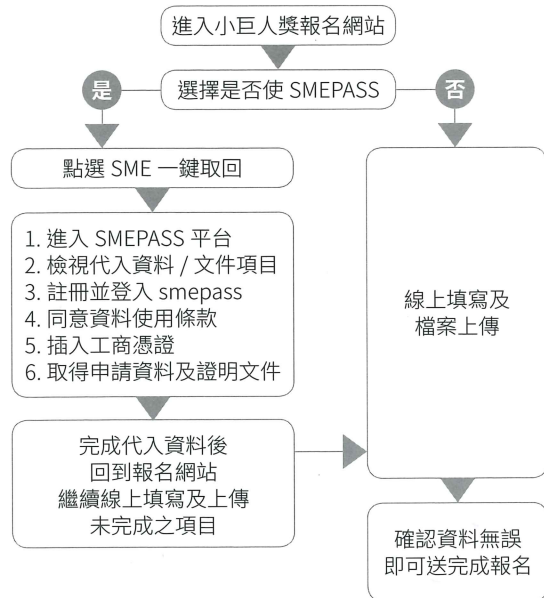 進入小巨人獎報名網站
是
選擇是否使 SMEPASS
否
點選 SME 一鍵取回
1. 進入 SMEPASS 平台
2. 檢視代入資料 / 文件項目
3. 註冊並登入 smepass
4. 同意資料使用條款
5. 插入工商憑證
6. 取得申請資料及證明文件
完成代入資料後
回到報名網站
繼續線上填寫及上傳
未完成之項目
線上填寫及
檔案上傳
確認資料無誤
即可送完成報名